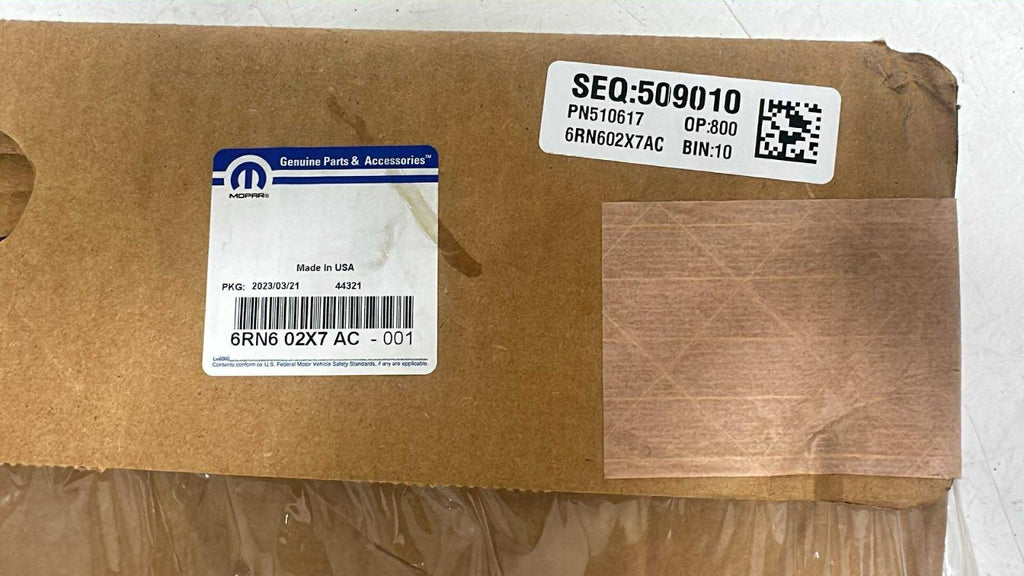 SEQ:509010
PN510617 OP:800
6RN602X7AC BIN:10
Genuine Parts & Accessories™
MOPAR®
Made in USA
PKG: 2023/03/21 44321
6RN6 02X7 AC - 001
Contents conform to U.S. Federal Motor Vehicle Safety Standards, if any are applicable.